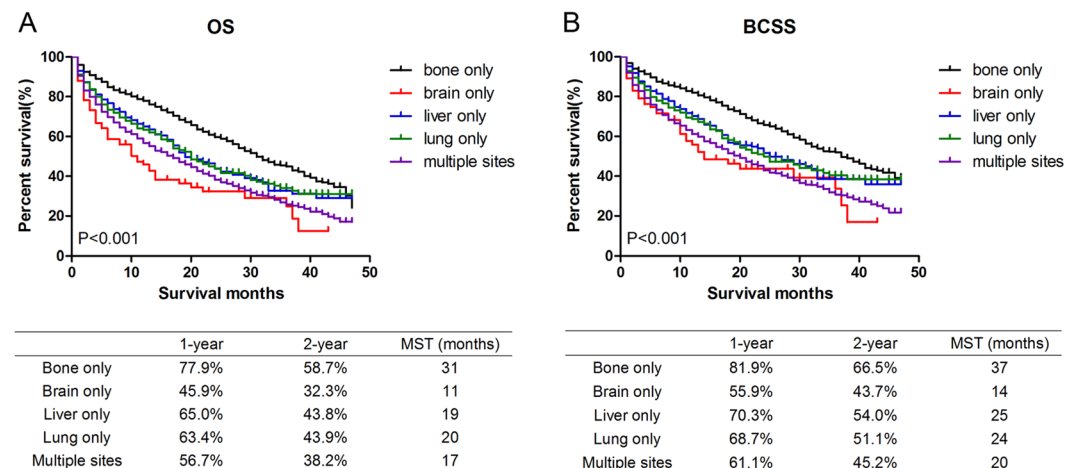 A
OS
Percent survival(%)
100
80
60
40
20
0
P<0.001
0 10 20 30 40 50
Survival months
bone only
brain only
liver only
lung only
multiple sites
1-year 2-year MST (months)
Bone only 77.9% 58.7% 31
Brain only 45.9% 32.3% 11
Liver only 65.0% 43.8% 19
Lung only 63.4% 43.9% 20
Multiple sites 56.7% 38.2% 17
B
BCSS
Percent survival(%)
100
80
60
40
20
0
P<0.001
0 10 20 30 40 50
Survival months
bone only
brain only
liver only
lung only
multiple sites
1-year 2-year MST (months)
Bone only 81.9% 66.5% 37
Brain only 55.9% 43.7% 14
Liver only 70.3% 54.0% 25
Lung only 68.7% 51.1% 24
Multiple sites 61.1% 45.2% 20